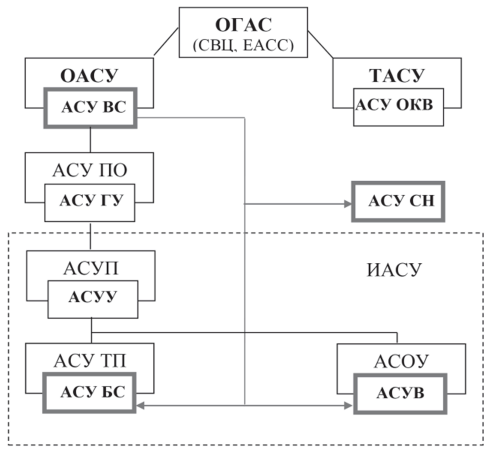 ОГАС
(СВЦ, ЕАСС)
ОАСУ
ТАСУ
АСУ ВС
АСУ ОКВ
АСУ ПО
АСУ ГУ
АСУ СН
АСУП
ИАСУ
АСУУ
АСУ ТП
АСОУ
АСУ БС
АСУВ